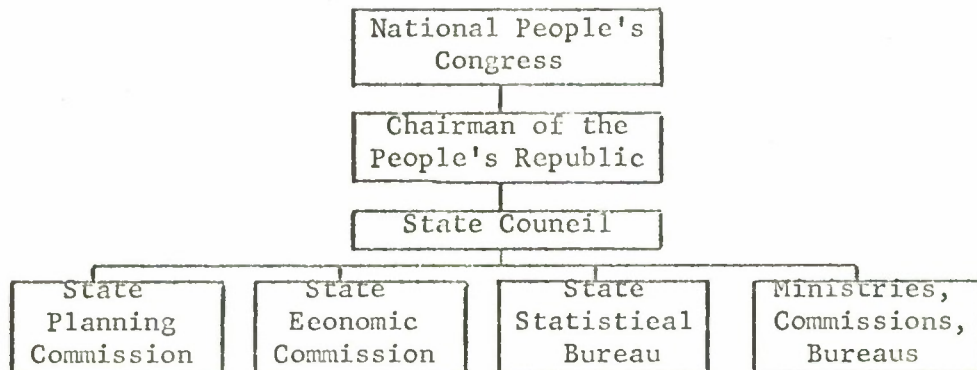 National People's
Congress
Chairman of the
People's Republic
State Council
State
Planning
Commission
State
Economic
Commission
State
Statistical
Bureau
Ministries,
Commissions,
Bureaus